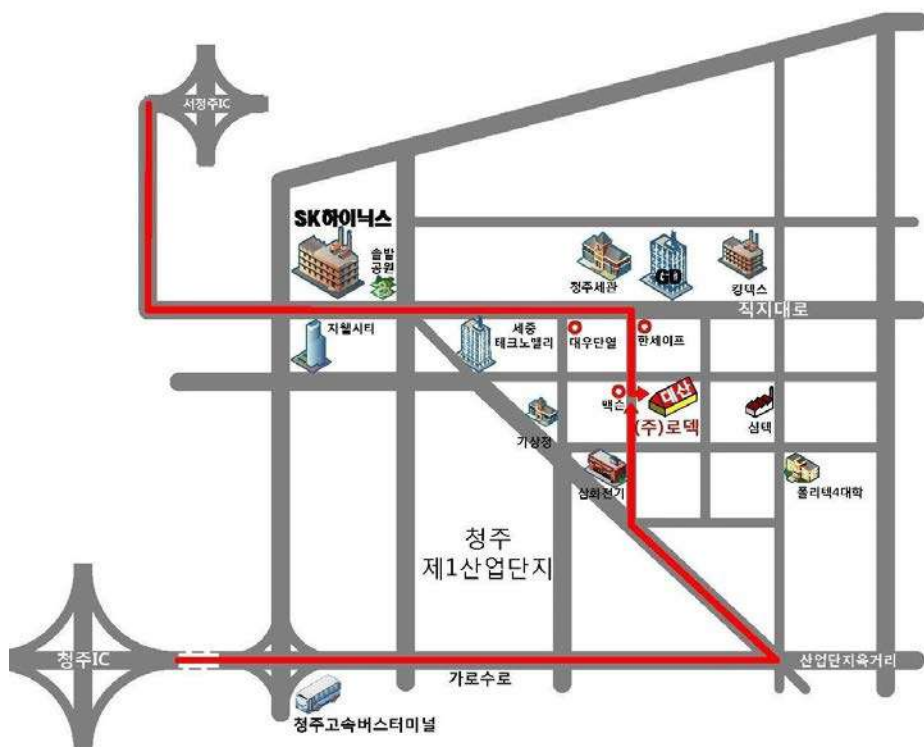 서청주IC
SK하이닉스
솔밭
공원
청주세관
GD
킹덱스
직지대로
지웰시티
세중
테크노밸리
대우단열
한세이프
맥슨
대산
(주)로덱
심텍
기상청
삼화전기
폴리텍4대학
청주
제1산업단지
청주IC
산업단지육거리
가로수로
청주고속버스터미널